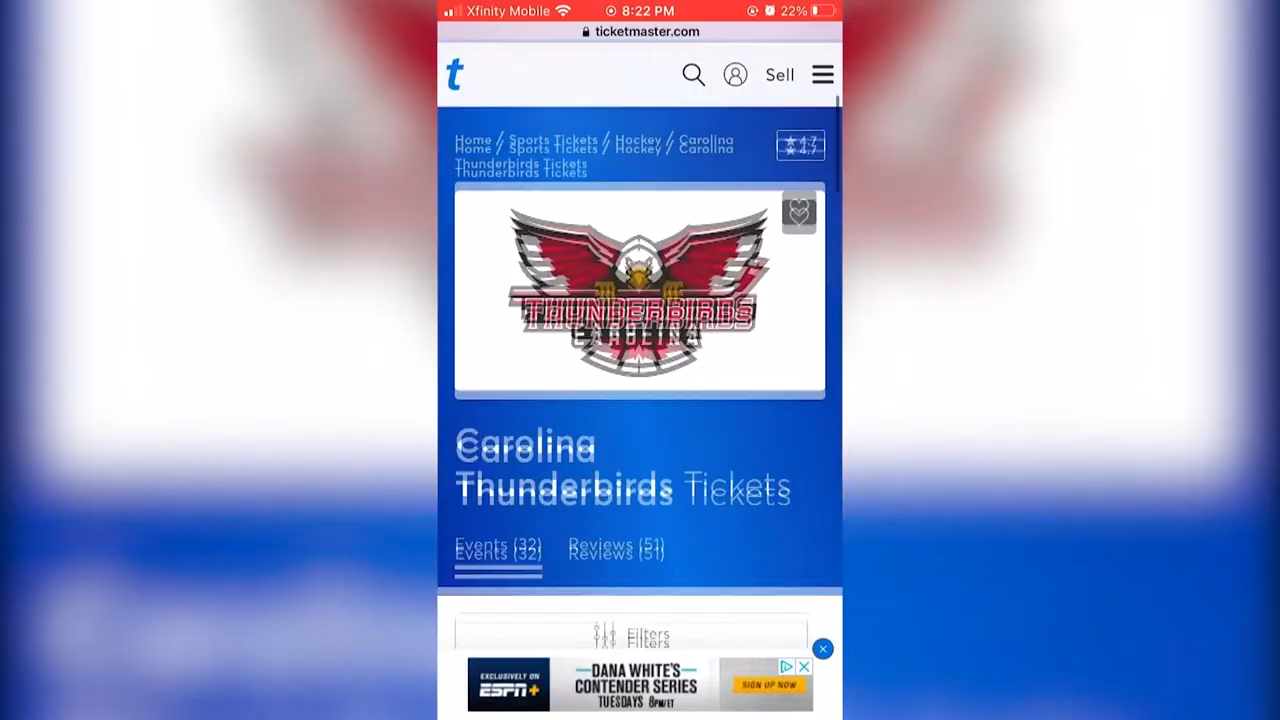 Xfinity Mobile 8:22 PM 22%
ticketmaster.com
t Sell
Home / Sports Tickets / Hockey / Carolina
Thunderbirds Tickets
★ 4.7
THUNDERBIRDS
CAROLINA
Carolina
Thunderbirds Tickets
Events (32) Reviews (51)
Filters
EXCLUSIVELY ON
ESPN+
DANA WHITE'S
CONTENDER SERIES
TUESDAYS 8PM/ET
SIGN UP NOW